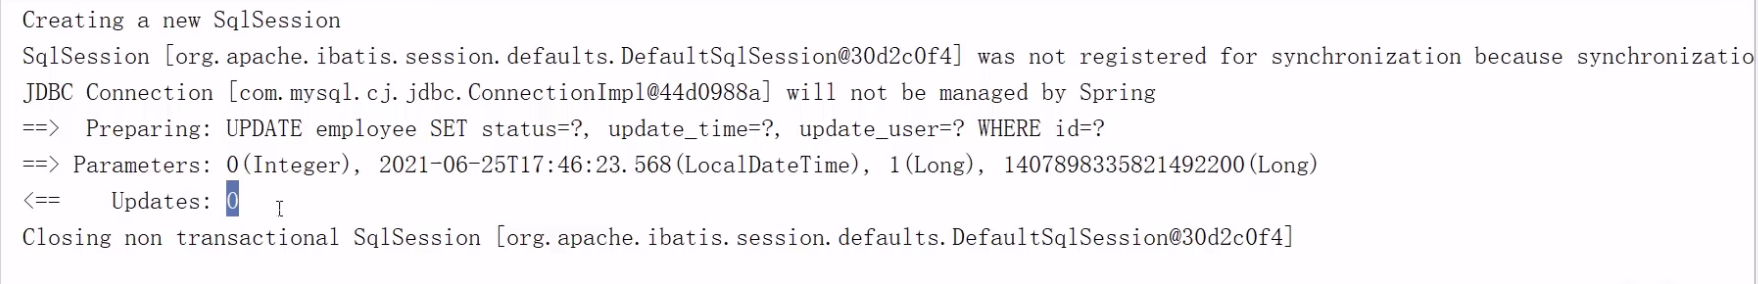 Creating a new SqlSession
SqlSession [org.apache.ibatis.session.defaults.DefaultSqlSession@30d2c0f4] was not registered for synchronization because synchronizatio
JDBC Connection [com.mysql.cj.jdbc.ConnectionImpl@44d0988a] will not be managed by Spring
==>  Preparing: UPDATE employee SET status=?, update_time=?, update_user=? WHERE id=?
==> Parameters: 0(Integer), 2021-06-25T17:46:23.568(LocalDateTime), 1(Long), 1407898335821492200(Long)
<==    Updates: 0
Closing non transactional SqlSession [org.apache.ibatis.session.defaults.DefaultSqlSession@30d2c0f4]